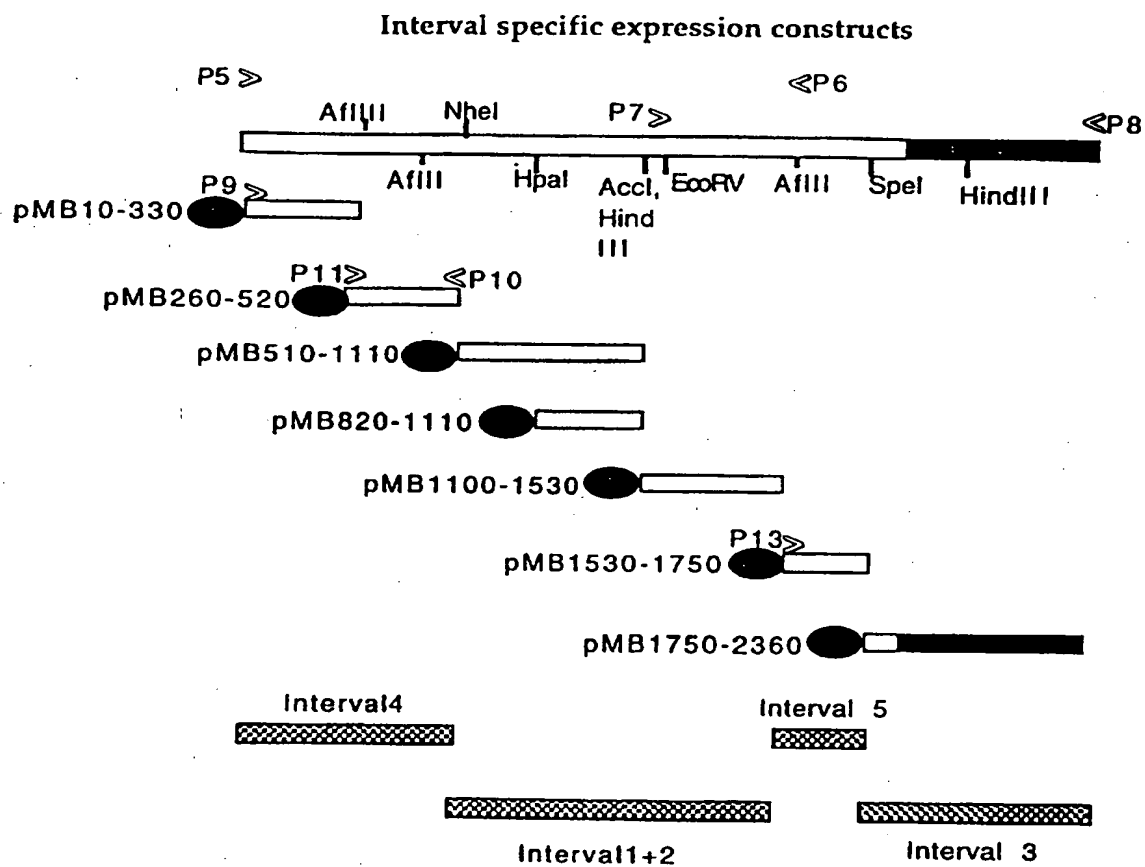 Interval specific expression constructs
P5
P6
AflIII
NheI
P7
P8
AflII
HpaI
AccI,
Hind
III
EcoRV
AflII
SpeI
HindIII
P9
pMB10-330
P11
P10
pMB260-520
pMB510-1110
pMB820-1110
pMB1100-1530
P13
pMB1530-1750
pMB1750-2360
Interval4
Interval 5
Interval1+2
Interval 3